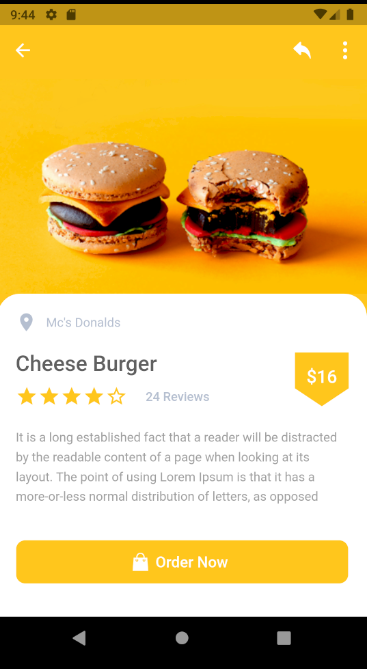 9:44
Mc's Donalds
Cheese Burger
$16
24 Reviews
It is a long established fact that a reader will be distracted
by the readable content of a page when looking at its
layout. The point of using Lorem Ipsum is that it has a
more-or-less normal distribution of letters, as opposed
Order Now